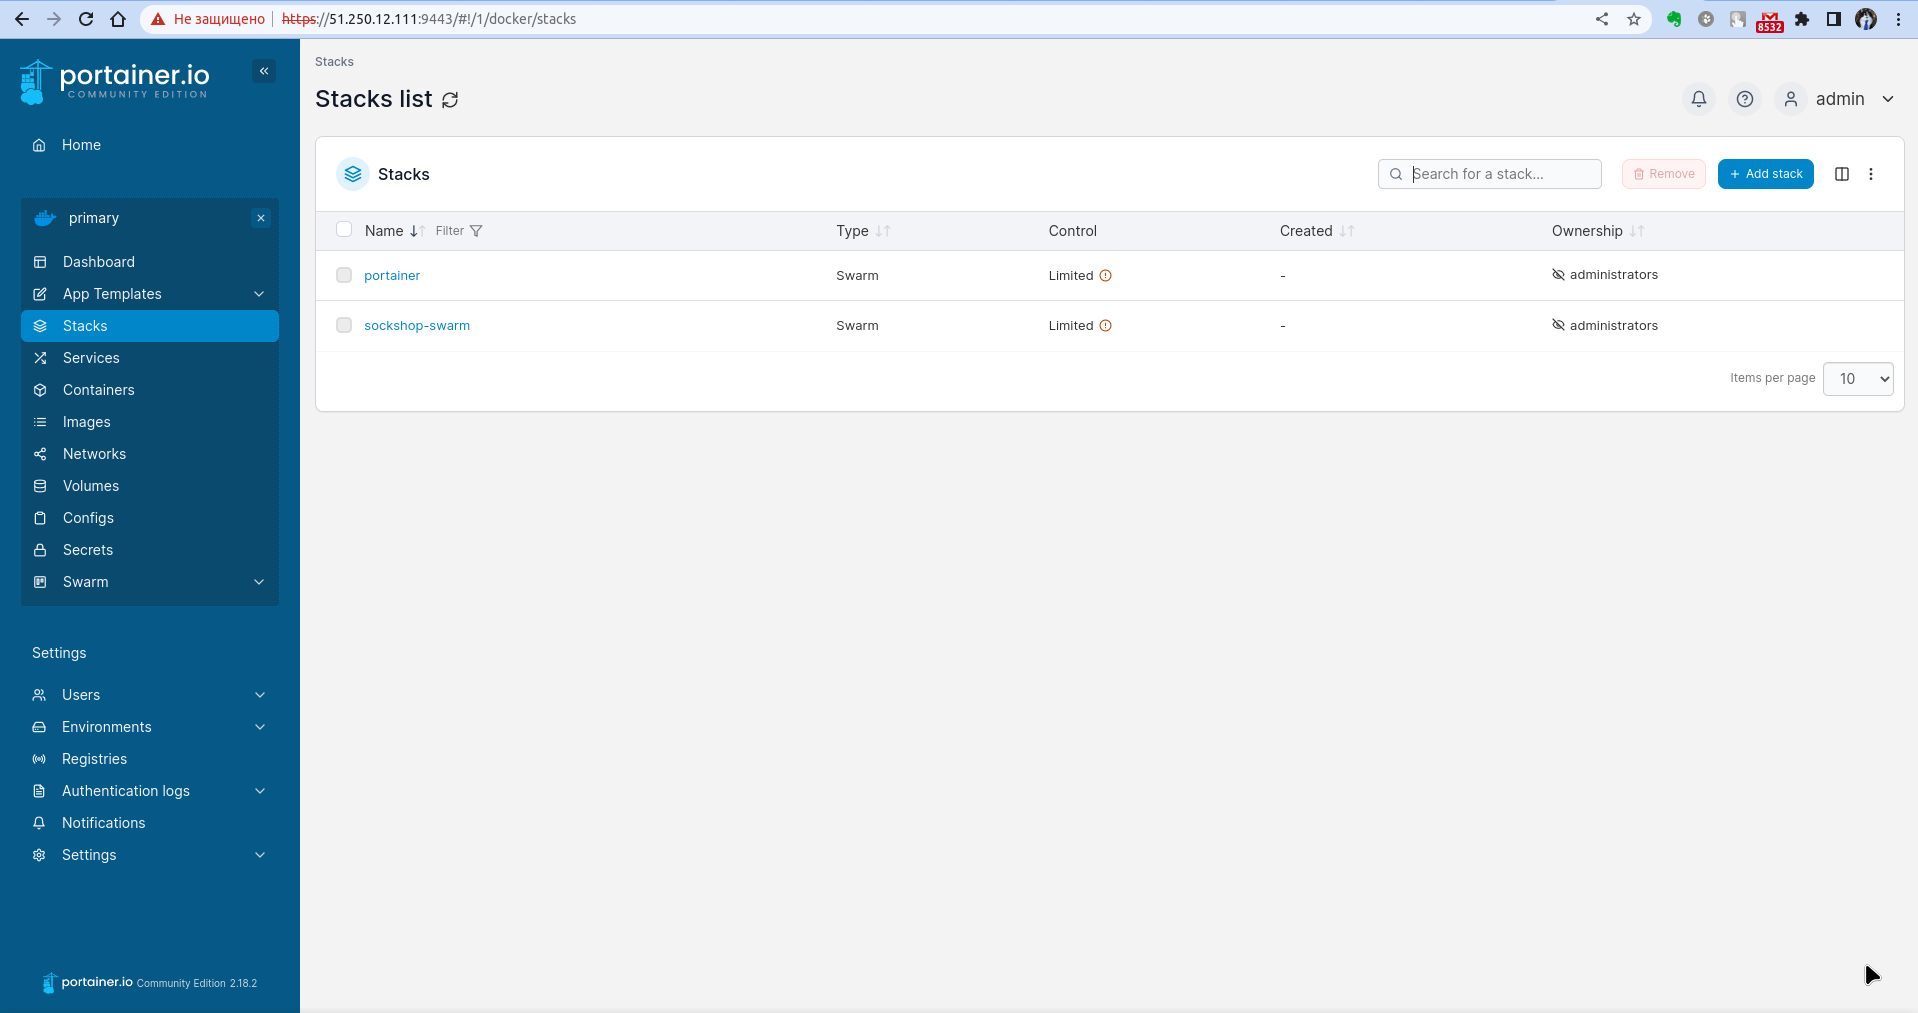 Не защищено https://51.250.12.111:9443/#!/1/docker/stacks
8532
portainer.io
COMMUNITY EDITION
Home
primary
Dashboard
App Templates
Stacks
Services
Containers
Images
Networks
Volumes
Configs
Secrets
Swarm
Settings
Users
Environments
Registries
Authentication logs
Notifications
Settings
portainer.io Community Edition 2.18.2
Stacks
Stacks list
admin
Stacks
Search for a stack...
Remove
+ Add stack
Name Filter Type Control Created Ownership
portainer Swarm Limited - administrators
sockshop-swarm Swarm Limited - administrators
Items per page 10